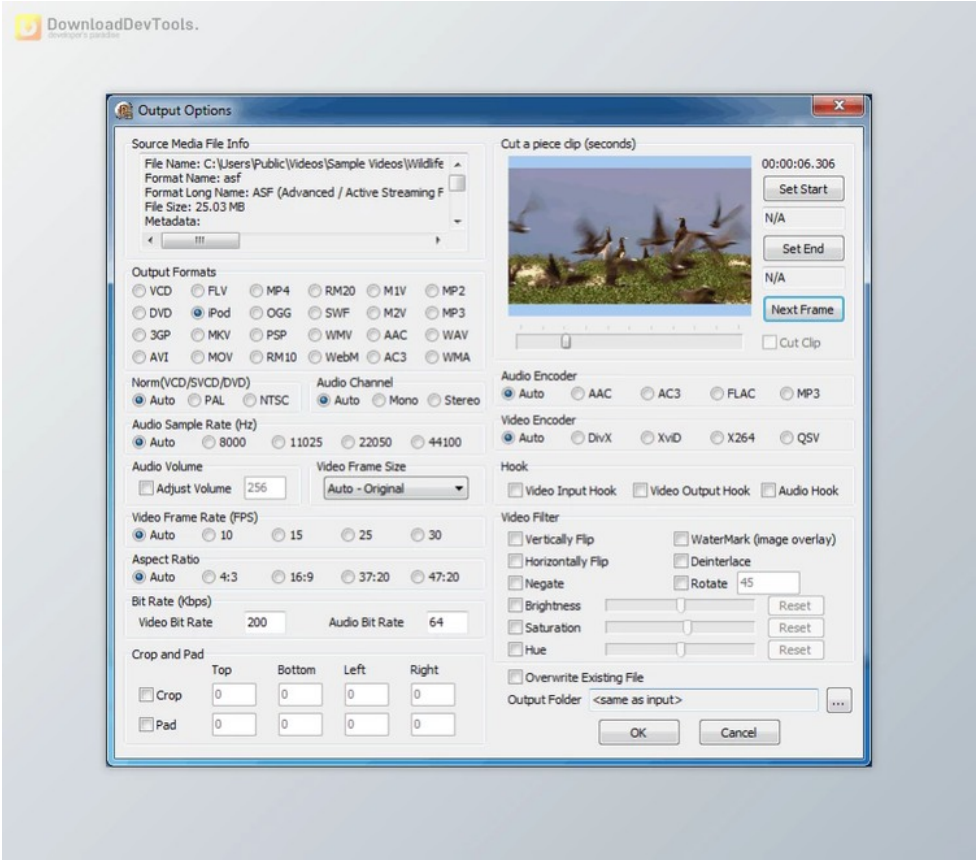 DownloadDevTools.
developer's paradise
Output Options
Source Media File Info
File Name: C:\Users\Public\Videos\Sample Videos\Wildlife
Format Name: asf
Format Long Name: ASF (Advanced / Active Streaming F
File Size: 25.03 MB
Metadata:
Output Formats
VCD FLV MP4 RM20 M1V MP2
DVD iPod OGG SWF M2V MP3
3GP MKV PSP WMV AAC WAV
AVI MOV RM10 WebM AC3 WMA
Norm(VCD/SVCD/DVD)
Auto PAL NTSC
Audio Channel
Auto Mono Stereo
Audio Sample Rate (Hz)
Auto 8000 11025 22050 44100
Audio Volume
Adjust Volume 256
Video Frame Size
Auto - Original
Video Frame Rate (FPS)
Auto 10 15 25 30
Aspect Ratio
Auto 4:3 16:9 37:20 47:20
Bit Rate (Kbps)
Video Bit Rate 200 Audio Bit Rate 64
Crop and Pad
Top Bottom Left Right
Crop 0 0 0 0
Pad 0 0 0 0
Cut a piece clip (seconds)
00:00:06.306
Set Start
N/A
Set End
N/A
Next Frame
Cut Clip
Audio Encoder
Auto AAC AC3 FLAC MP3
Video Encoder
Auto DivX XviD X264 QSV
Hook
Video Input Hook Video Output Hook Audio Hook
Video Filter
Vertically Flip WaterMark (image overlay)
Horizontally Flip Deinterlace
Negate Rotate 45
Brightness Reset
Saturation Reset
Hue Reset
Overwrite Existing File
Output Folder <same as input> ...
OK Cancel